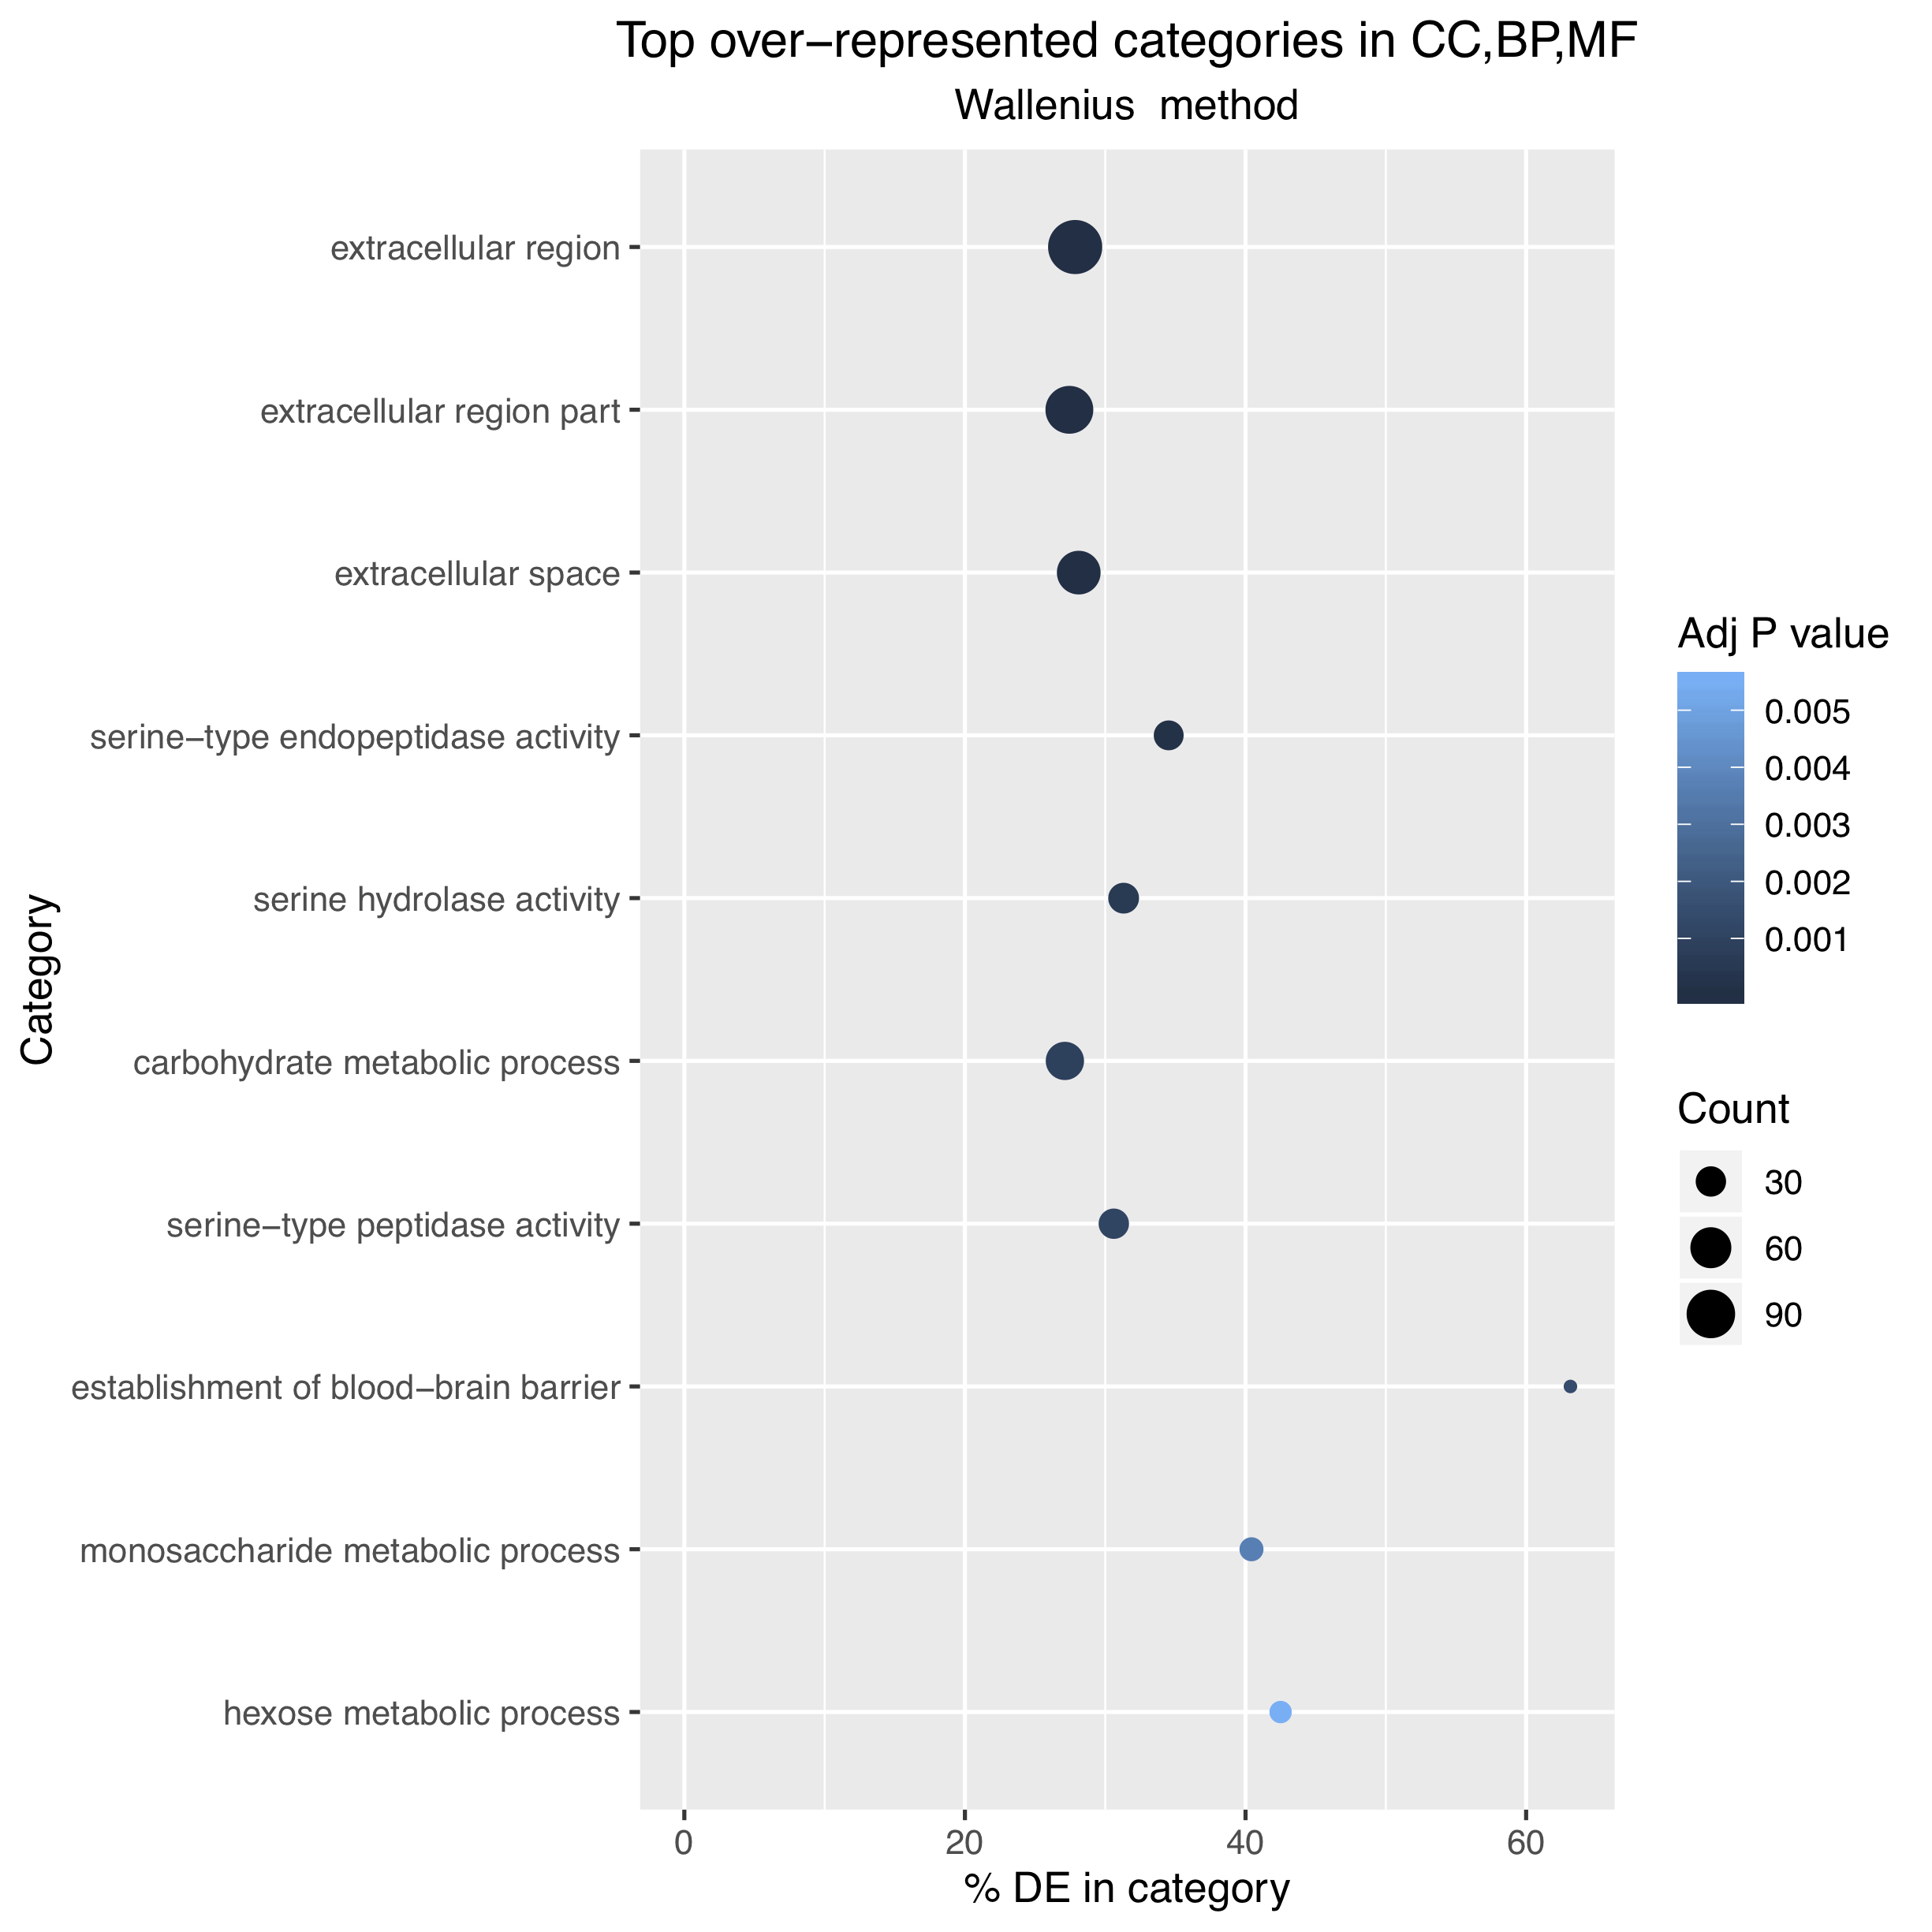 Top over−represented categories in CC,BP,MF
Wallenius  method
extracellular region
extracellular region part
extracellular space
serine−type endopeptidase activity
serine hydrolase activity
carbohydrate metabolic process
serine−type peptidase activity
establishment of blood−brain barrier
monosaccharide metabolic process
hexose metabolic process
Category
0
20
40
60
% DE in category
Adj P value
0.005
0.004
0.003
0.002
0.001
Count
30
60
90